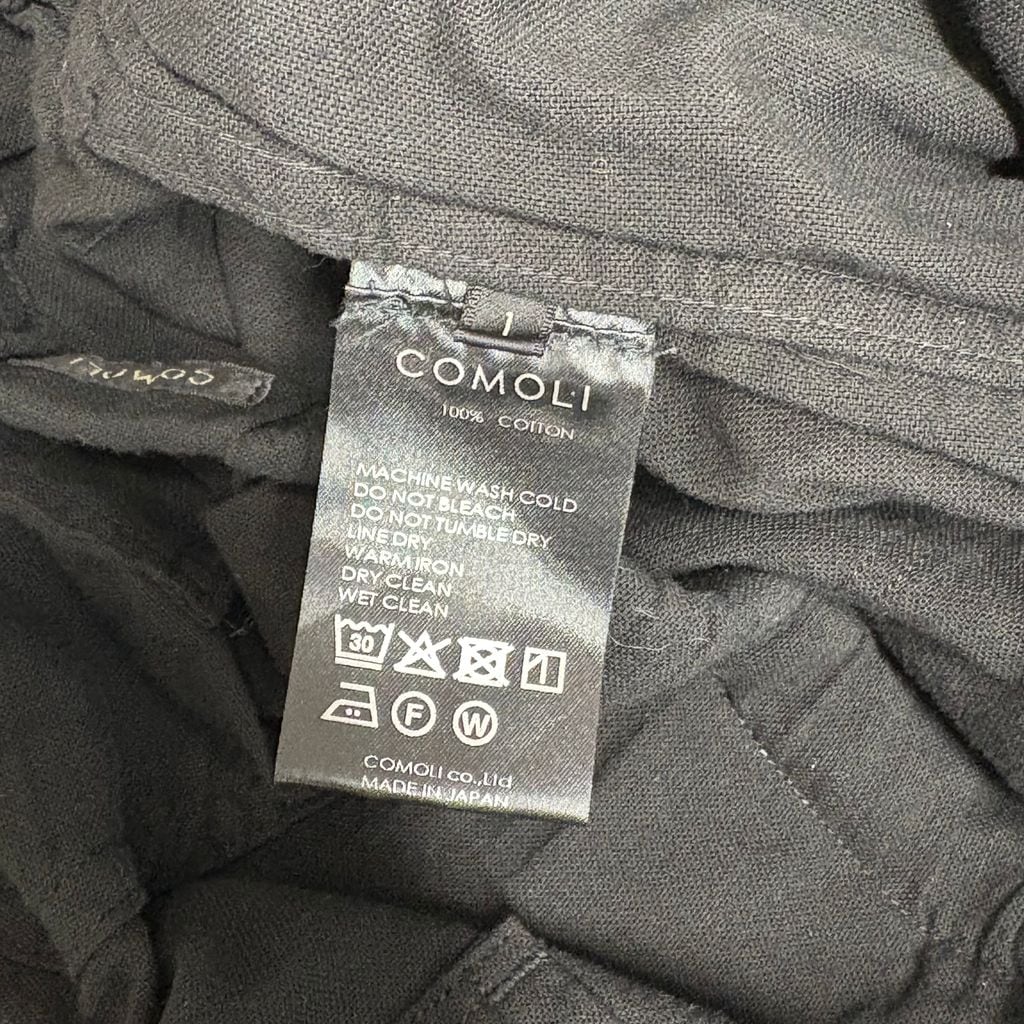 1
COMOLI
100% COTTON
MACHINE WASH COLD
DO NOT BLEACH
DO NOT TUMBLE DRY
LINE DRY
WARM IRON
DRY CLEAN
WET CLEAN
30
F W
COMOLI co.,Ltd
MADE IN JAPAN
COMOLI